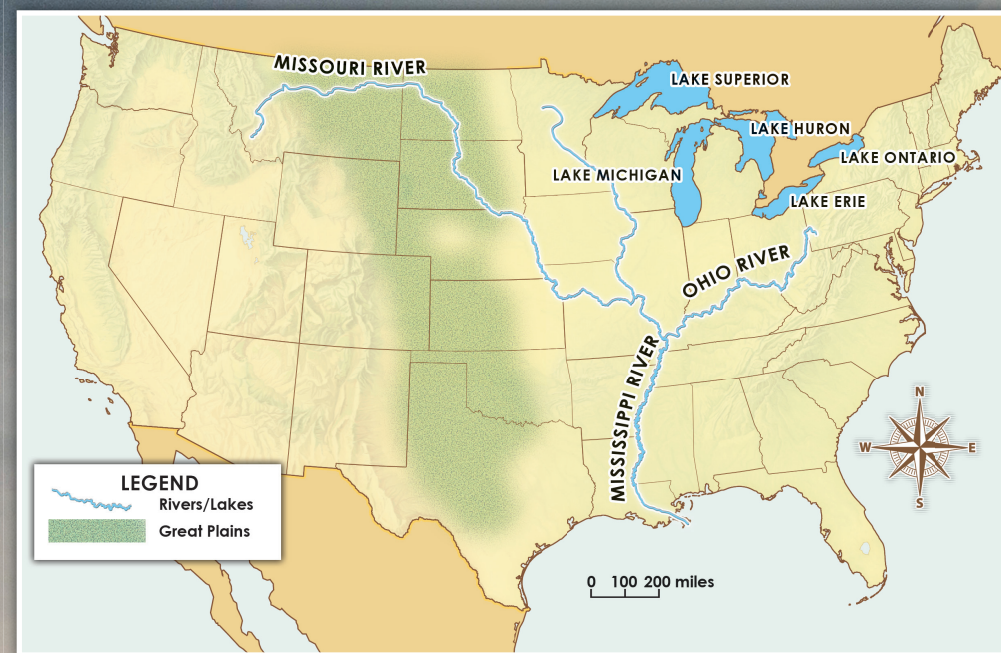 MISSOURI RIVER
LAKE SUPERIOR
LAKE HURON
LAKE ONTARIO
LAKE MICHIGAN
LAKE ERIE
OHIO RIVER
MISSISSIPPI RIVER
N
W
E
S
LEGEND
Rivers/Lakes
Great Plains
0 100 200 miles